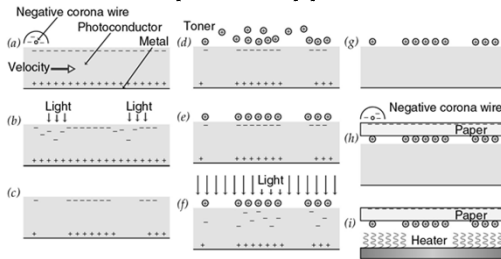 Negative corona wire
Photoconductor
(a)
Metal
Velocity
(b)
Light
Light
(c)
Toner
(d)
(e)
Light
(f)
(g)
Negative corona wire
Paper
(h)
Paper
(i)
Heater